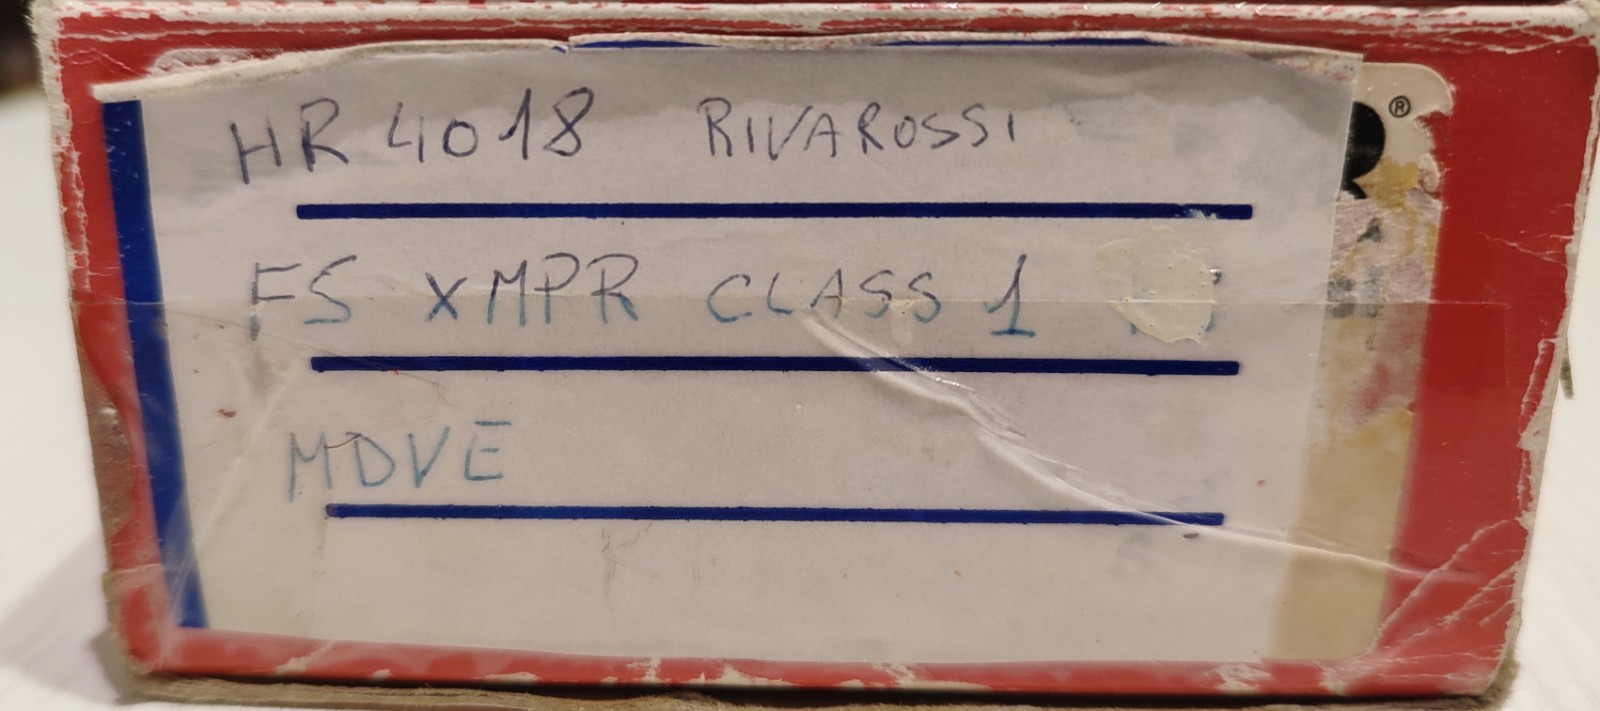 HR 4018 RIVAROSSI
®
FS XMPR CLASS 1
MDVE